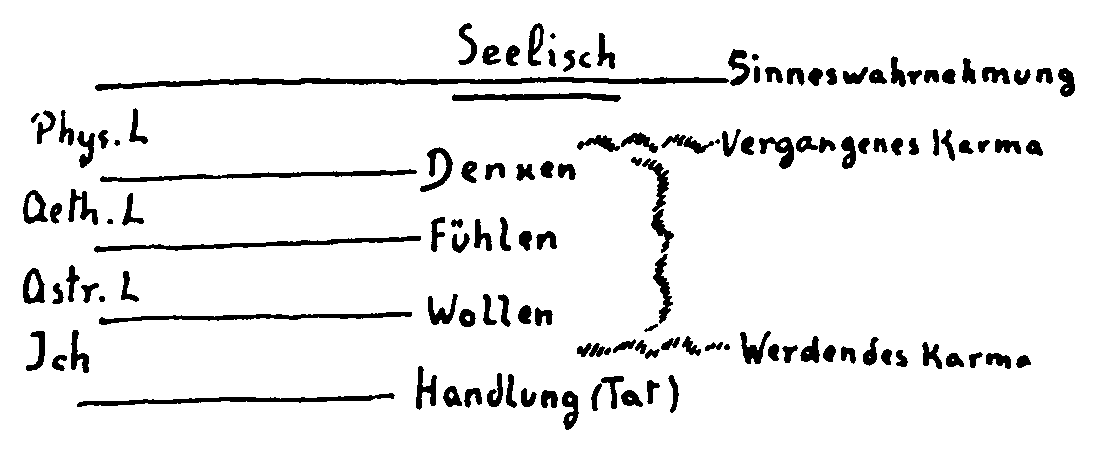 Seelisch
Sinneswahrnehmung
Phys. L
Vergangenes Karma
Denken
Aeth. L
Fühlen
Astr. L
Wollen
Ich
Werdendes Karma
Handlung (Tat)